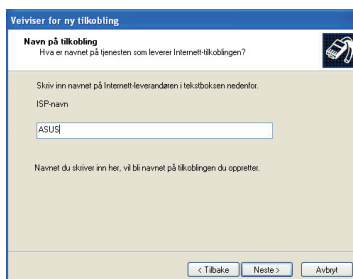 Veiviser for ny tilkobling
Navn på tilkobling
Hva er navnet på tjenesten som leverer Internett-tilkoblingen?
Skriv inn navnet på Internett-leverandøren i tekstboksen nedenfor.
ISP-navn
ASUS
Navnet du skriver inn her, vil bli navnet på tilkoblingen du oppretter.
< Tilbake
Neste >
Avbryt